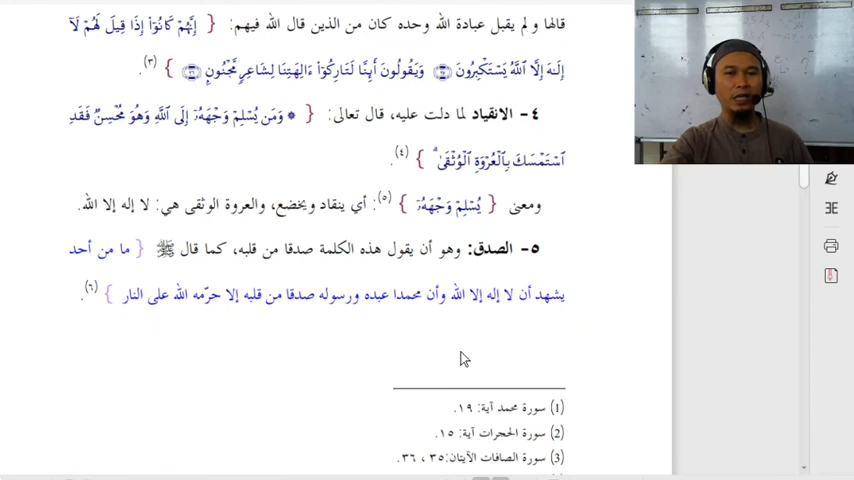 قالها ولم يقبل عبادة الله وحده كان من الذين قال الله فيهم: { إِنَّهُمْ كَانُوٓا۟ إِذَا قِيلَ لَهُمْ لَآ
إِلَـٰهَ إِلَّا ٱللَّهُ يَسْتَكْبِرُونَ ۝ وَيَقُولُونَ أَئِنَّا لَتَارِكُوٓا۟ ءَالِهَتِنَا لِشَاعِرٍ مَّجْنُونٍۭ ۝ } (٣).
٤- الانقياد لما دلت عليه، قال تعالى: { ۞ وَمَن يُسْلِمْ وَجْهَهُۥٓ إِلَى ٱللَّهِ وَهُوَ مُحْسِنٌ فَقَدِ
ٱسْتَمْسَكَ بِٱلْعُرْوَةِ ٱلْوُثْقَىٰ ۗ } (٤).
ومعنى { يُسْلِمْ وَجْهَهُۥٓ } (٥): أي ينقاد ويخضع، والعروة الوثقى هي: لا إله إلا الله.
٥- الصدق: وهو أن يقول هذه الكلمة صدقا من قلبه، كما قال ﷺ { ما من أحد
يشهد أن لا إله إلا الله وأن محمدا عبده ورسوله صدقا من قلبه إلا حرّمه الله على النار } (٦).
(1) سورة محمد آية: ١٩.
(2) سورة الحجرات آية: ١٥.
(3) سورة الصافات الآيتان: ٣٥ ، ٣٦.